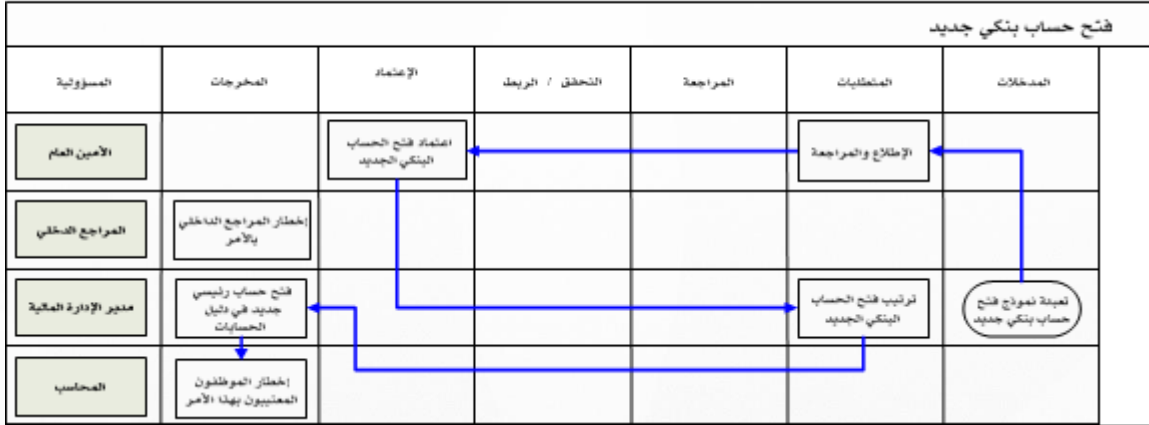 فتح حساب بنكي جديد
المدخلات
المتطلبات
المراجعة
التحقق / الربط
الإعتماد
المخرجات
المسؤولية
الإطلاع والمراجعة
اعتماد فتح الحساب
البنكي الجديد
الأمين العام
إخطار المراجع الداخلي
بالأمر
المراجع الدخلي
تعبئة نموذج فتح
حساب بنكي جديد
ترتيب فتح الحساب
البنكي الجديد
فتح حساب رئيسي
جديد في دليل
الحسابات
مدير الإدارة المالية
إخطار الموظفون
المعنييون بهذا الأمر
المحاسب